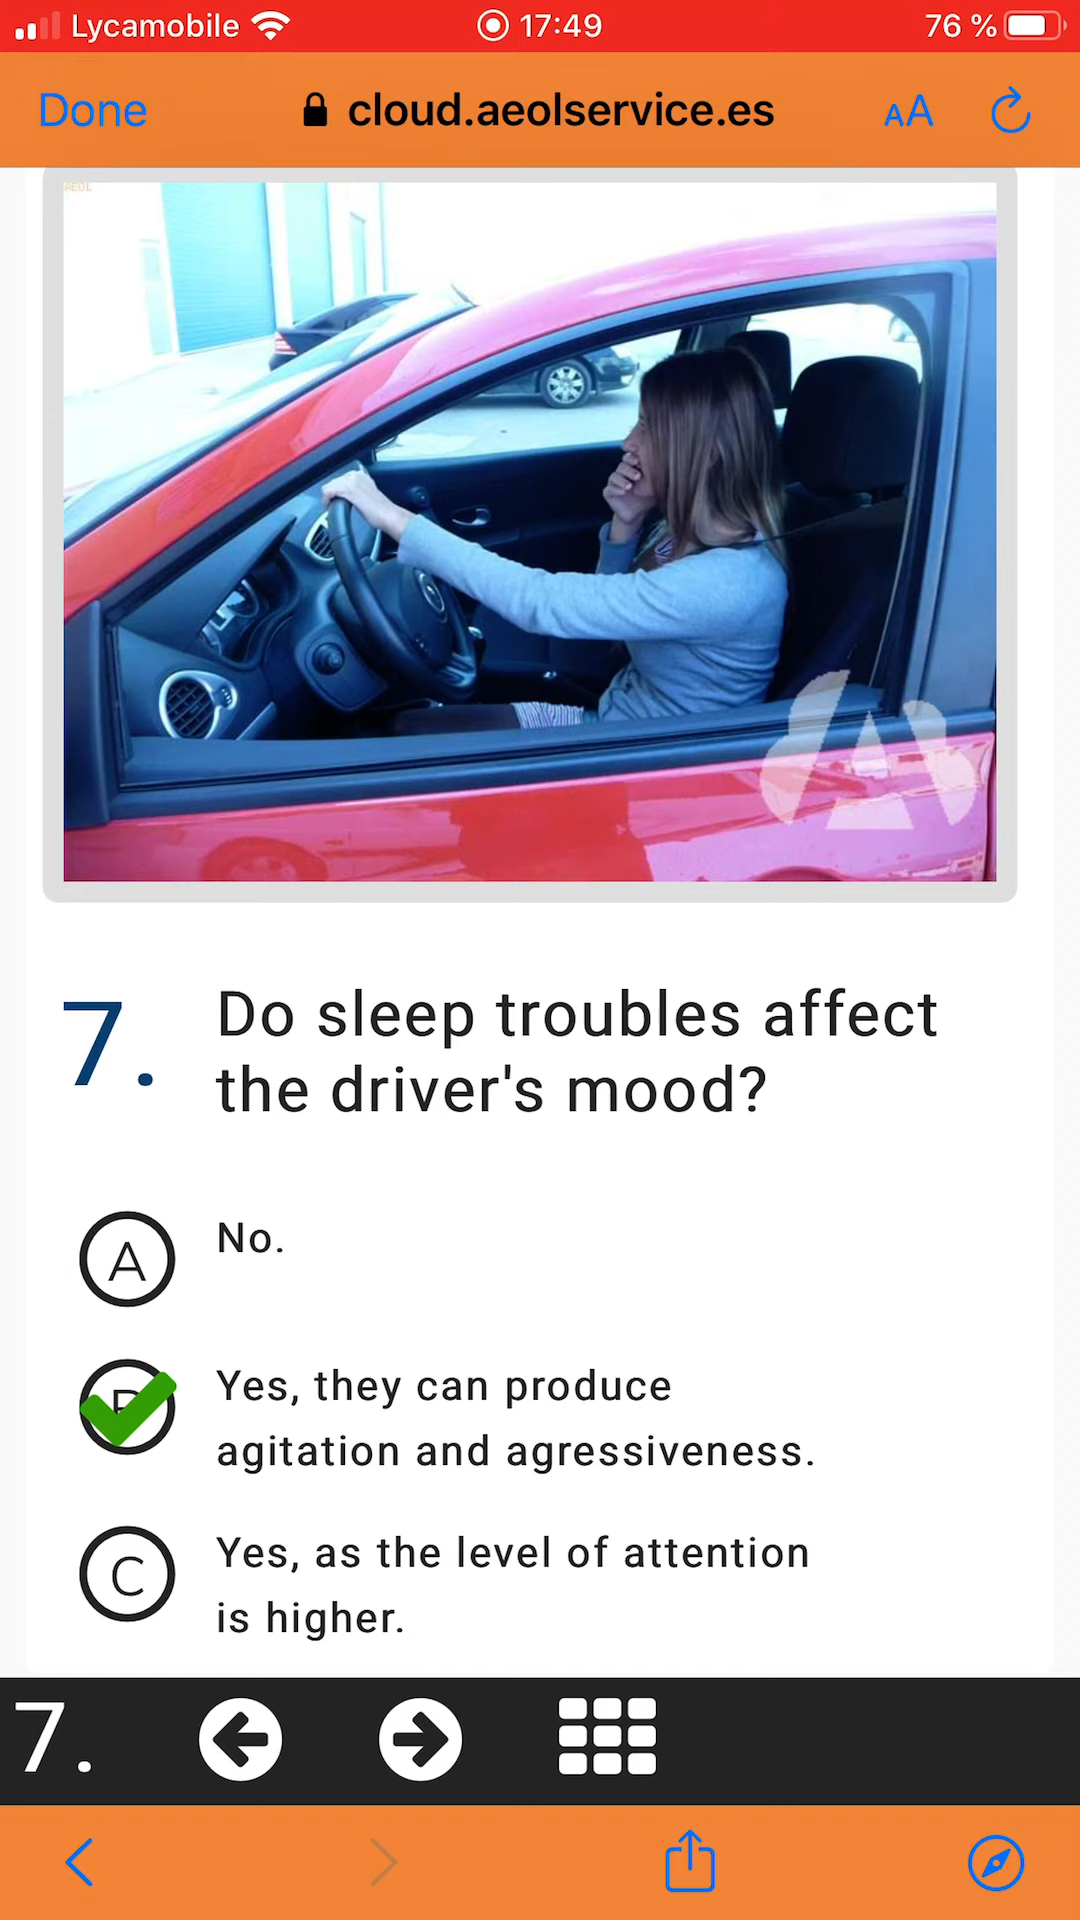 Lycamobile 17:49 76 %
Done cloud.aeolservice.es AA
AEOL
7. Do sleep troubles affect
the driver's mood?
A No.
B Yes, they can produce
agitation and agressiveness.
C Yes, as the level of attention
is higher.
7.